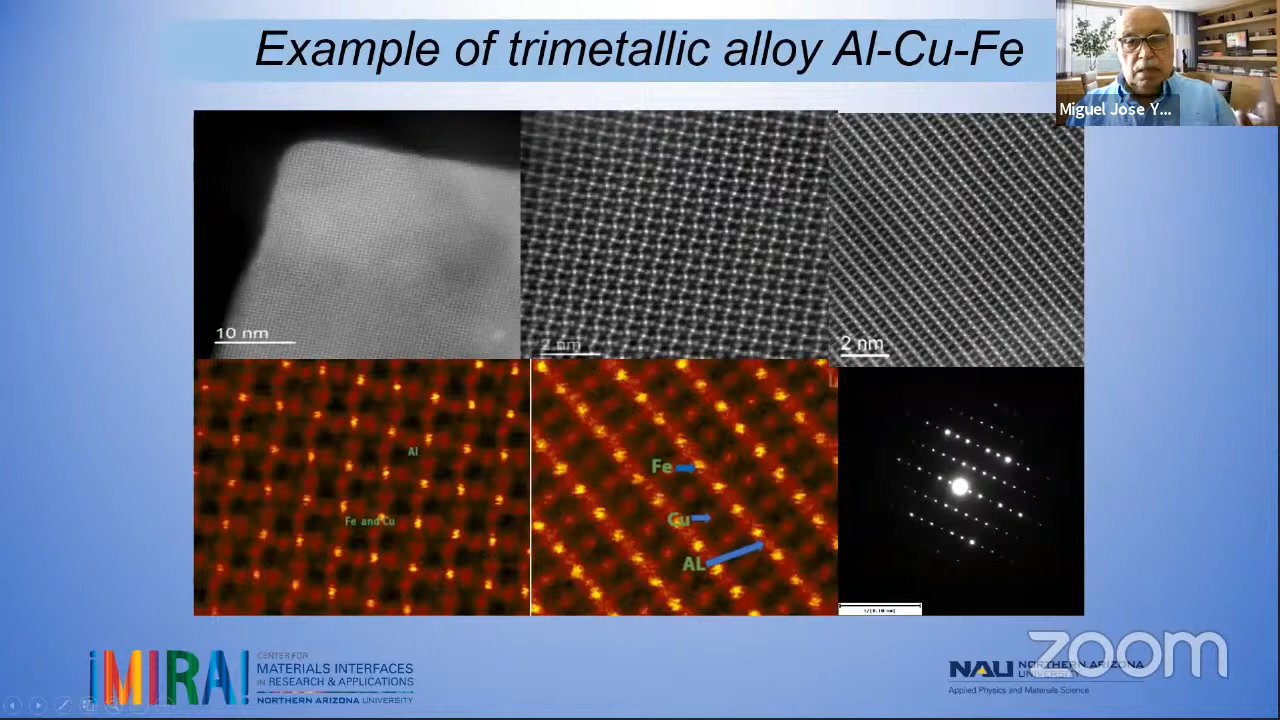 Example of trimetallic alloy Al-Cu-Fe
Miguel Jose Y...
10 nm
2 nm
2 nm
Al
Fe and Cu
Fe
Cu
AL
¡MIRA!
CENTER FOR
MATERIALS INTERFACES
IN RESEARCH & APPLICATIONS
NORTHERN ARIZONA UNIVERSITY
NAU NORTHERN ARIZONA
UNIVERSITY
Applied Physics and Materials Science
zoom